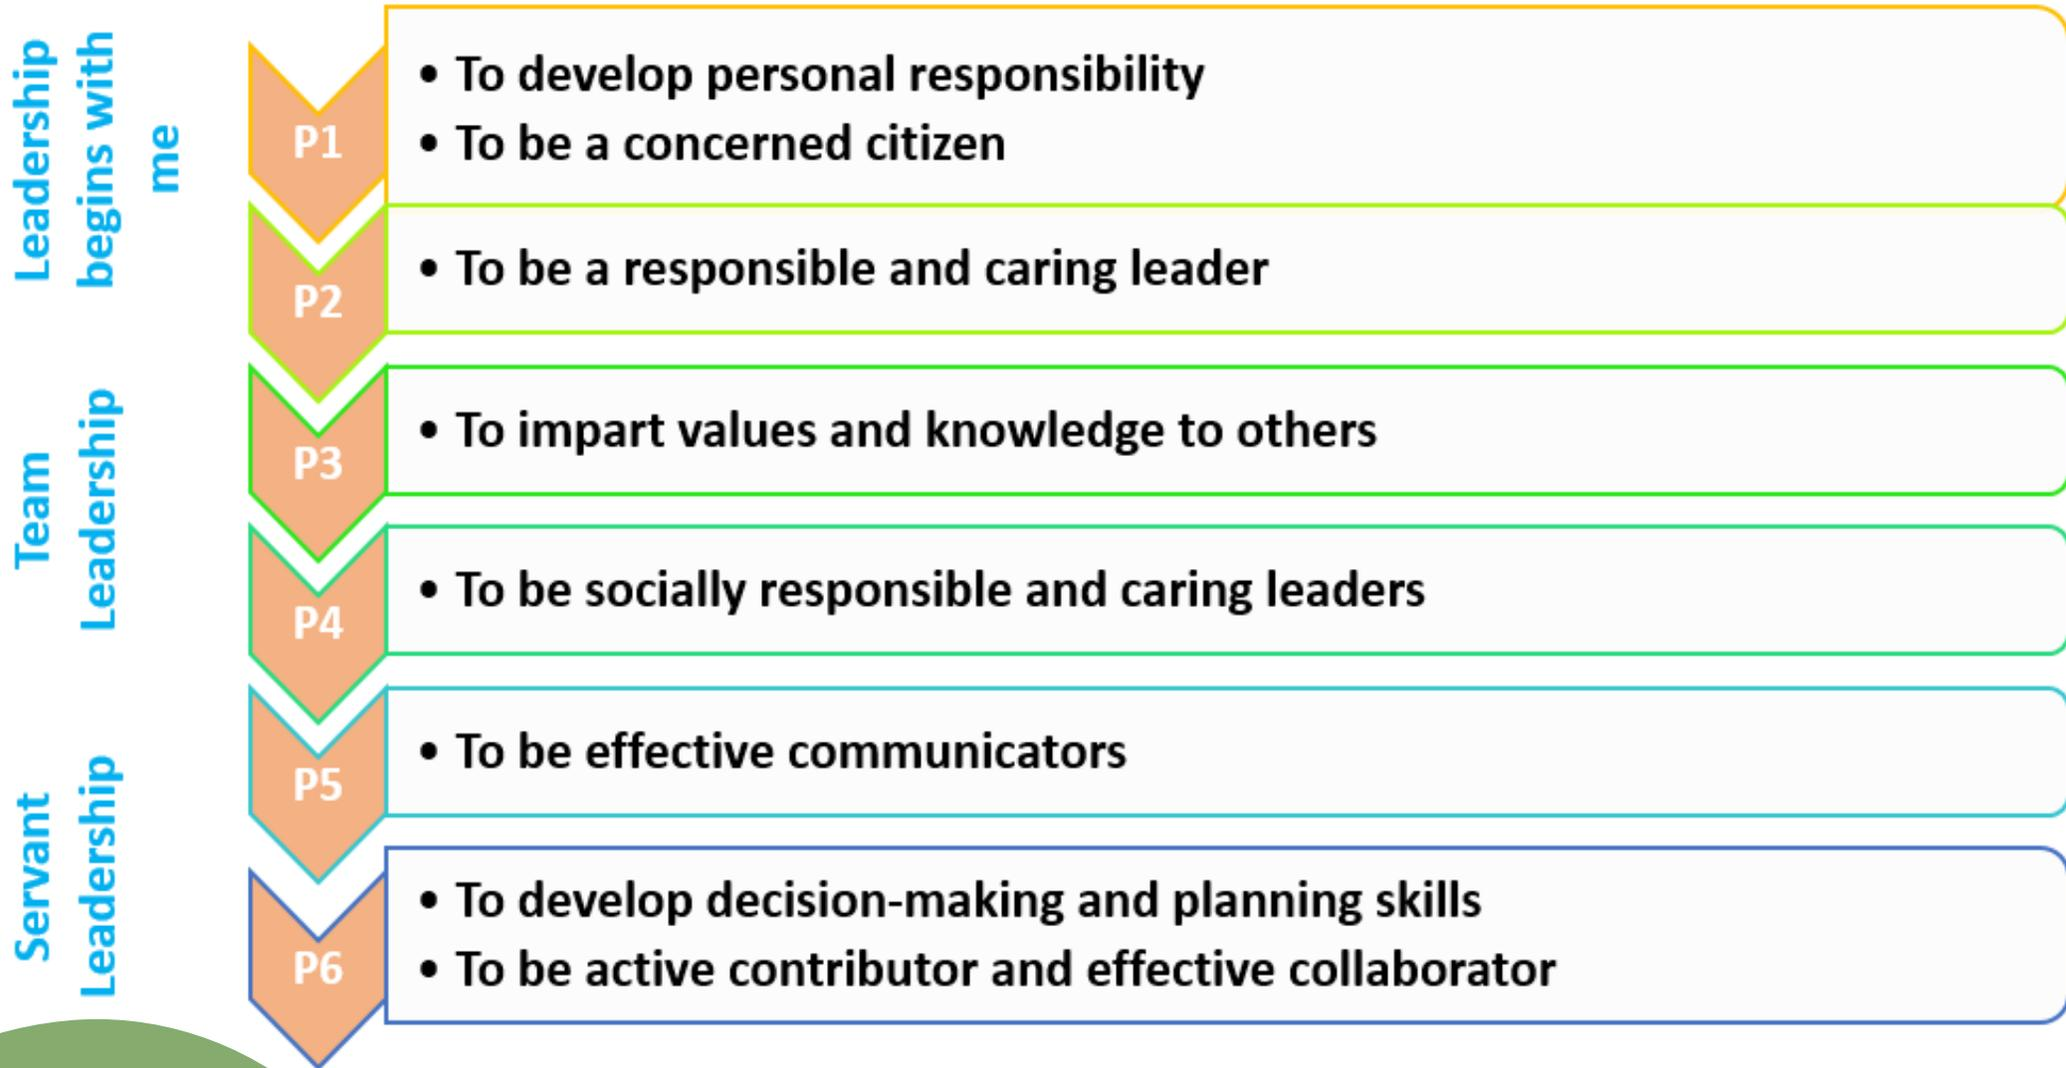 Leadership
begins with
me
P1
• To develop personal responsibility
• To be a concerned citizen
P2
• To be a responsible and caring leader
Team
Leadership
P3
• To impart values and knowledge to others
P4
• To be socially responsible and caring leaders
Servant
Leadership
P5
• To be effective communicators
P6
• To develop decision-making and planning skills
• To be active contributor and effective collaborator